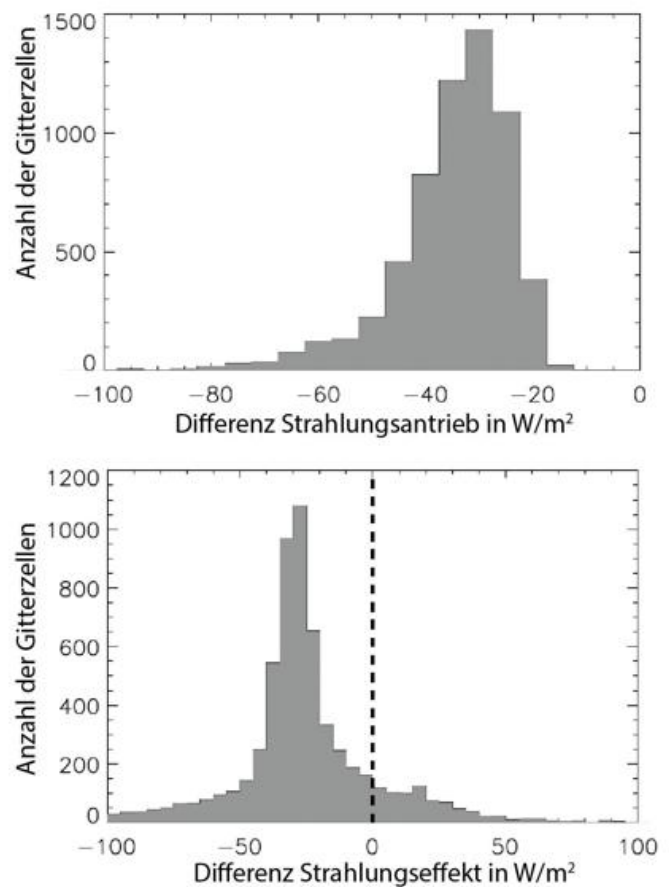 1500
1000
500
0
Anzahl der Gitterzellen
−100 −80 −60 −40 −20 0
Differenz Strahlungsantrieb in W/m²
1200
1000
800
600
400
200
0
Anzahl der Gitterzellen
−100 −50 0 50 100
Differenz Strahlungseffekt in W/m²